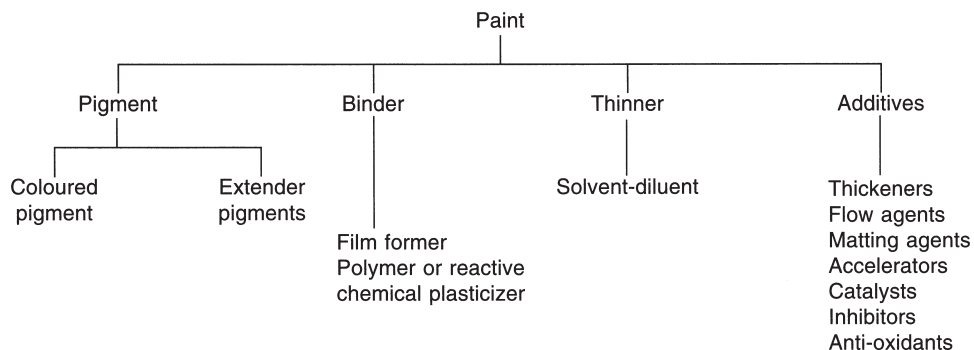 Paint
Pigment
Binder
Thinner
Additives
Coloured
pigment
Extender
pigments
Film former
Polymer or reactive
chemical plasticizer
Solvent-diluent
Thickeners
Flow agents
Matting agents
Accelerators
Catalysts
Inhibitors
Anti-oxidants